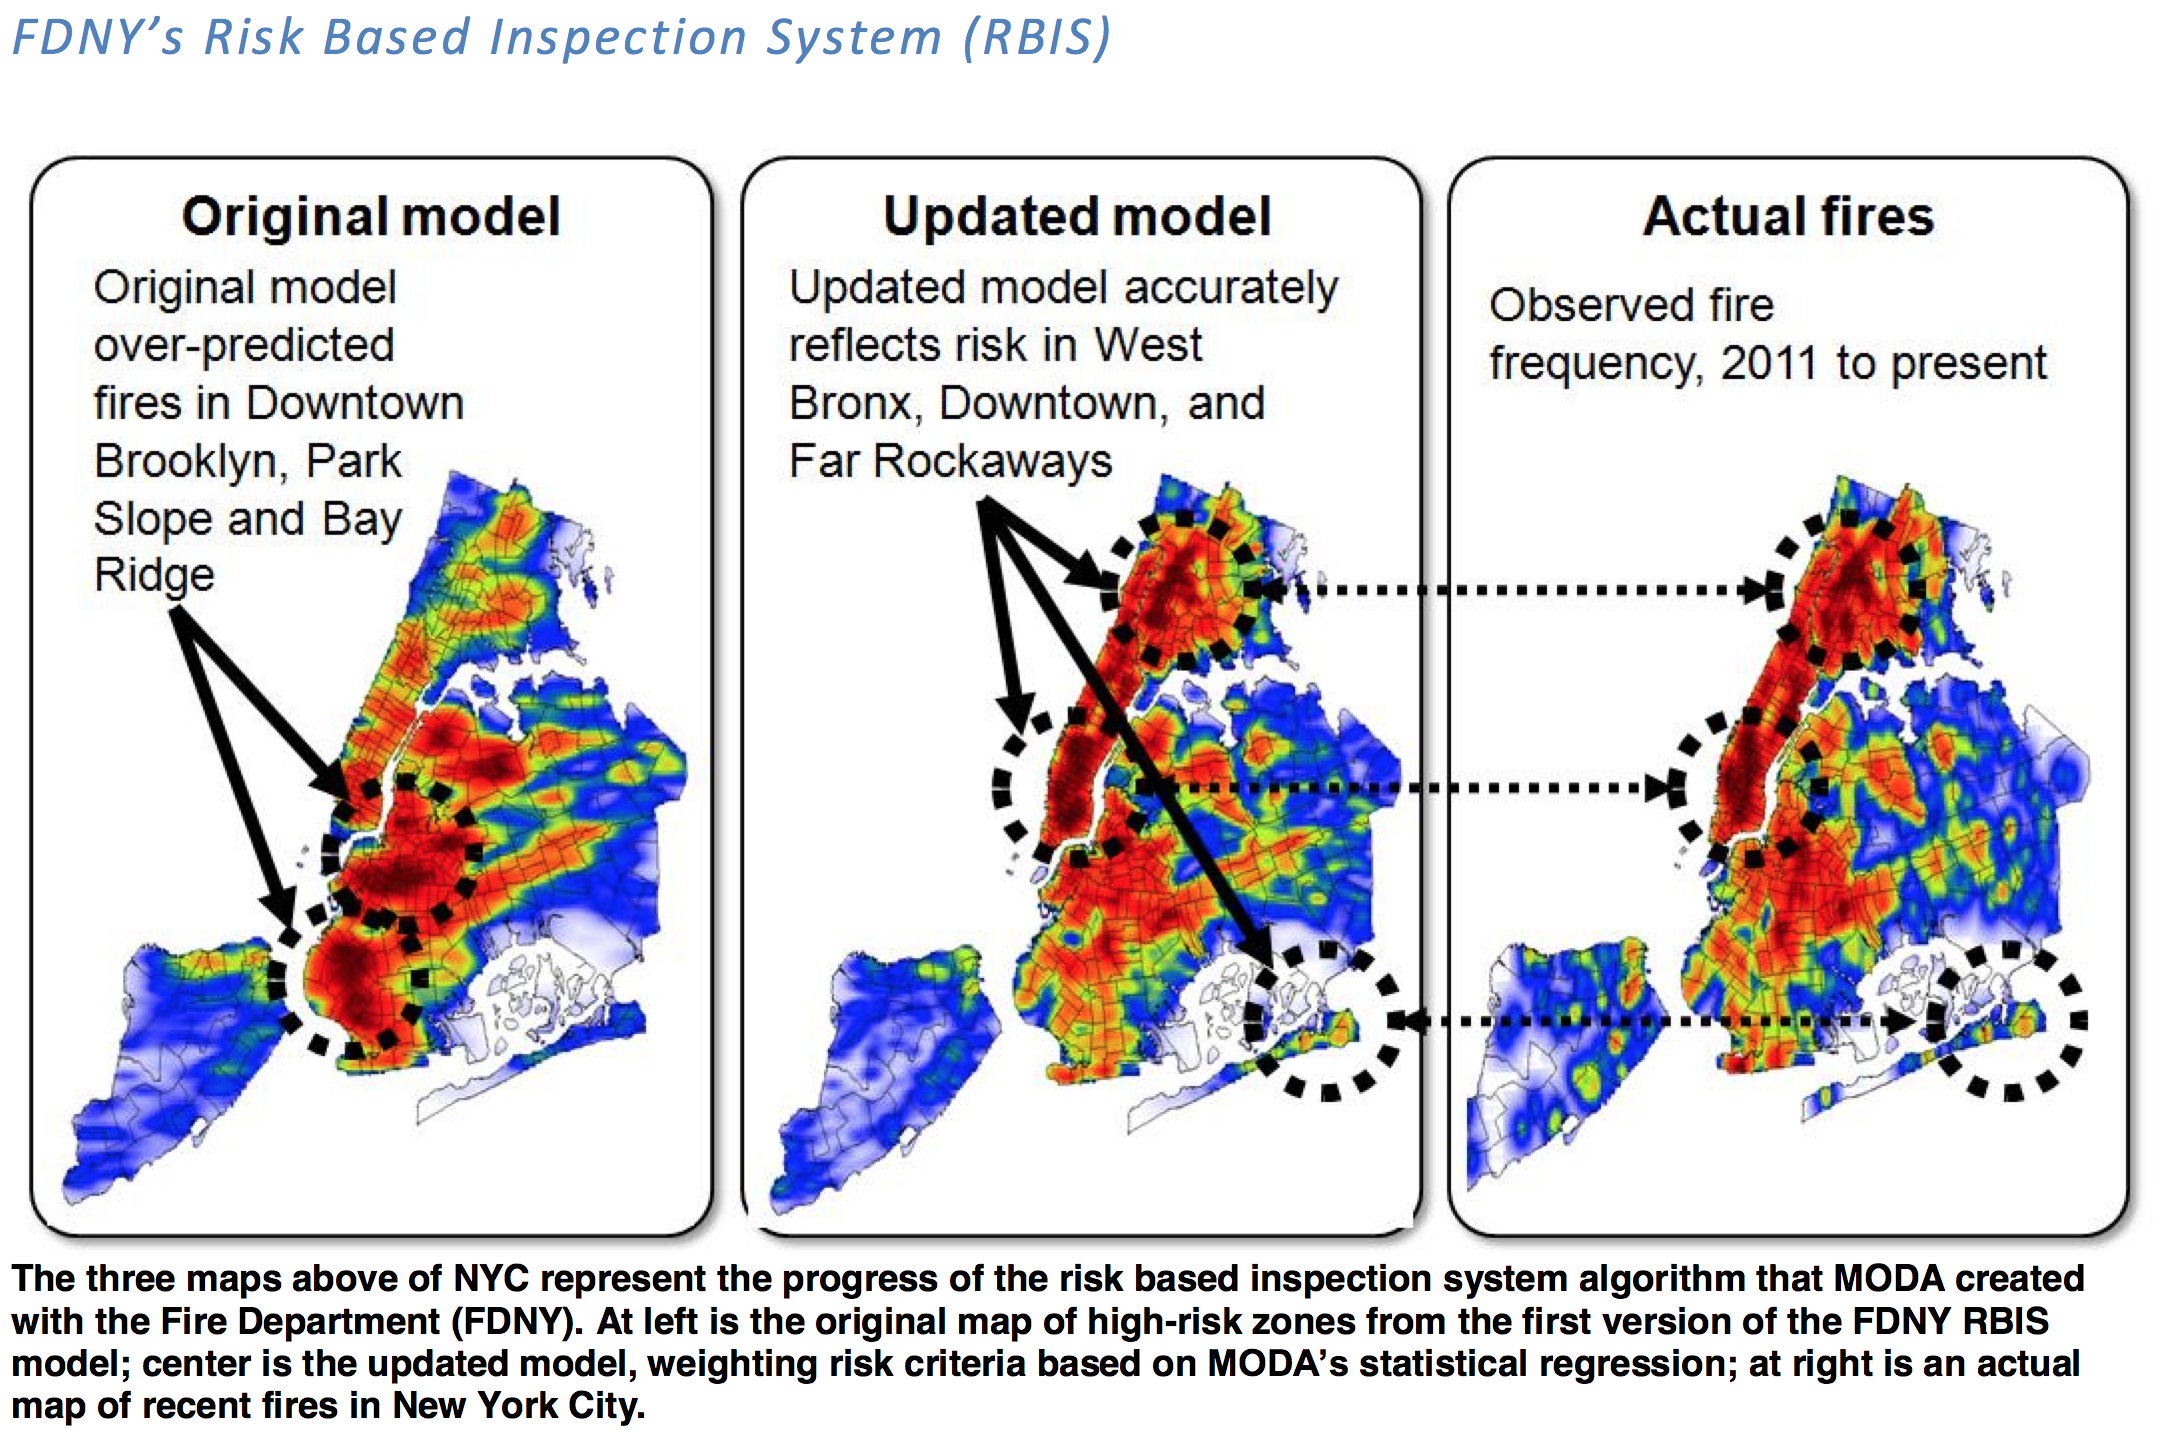 FDNY’s Risk Based Inspection System (RBIS)
Original model
Original model
over-predicted
fires in Downtown
Brooklyn, Park
Slope and Bay
Ridge
Updated model
Updated model accurately
reflects risk in West
Bronx, Downtown, and
Far Rockaways
Actual fires
Observed fire
frequency, 2011 to present
The three maps above of NYC represent the progress of the risk based inspection system algorithm that MODA created
with the Fire Department (FDNY). At left is the original map of high-risk zones from the first version of the FDNY RBIS
model; center is the updated model, weighting risk criteria based on MODA’s statistical regression; at right is an actual
map of recent fires in New York City.